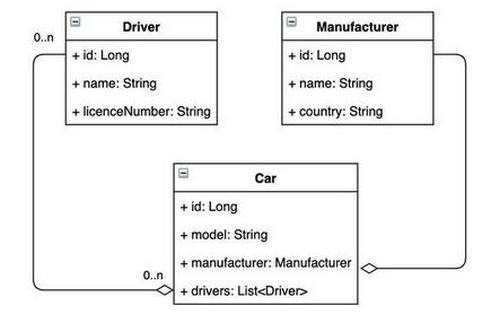 Driver
0..n
+ id: Long
+ name: String
+ licenceNumber: String
Manufacturer
+ id: Long
+ name: String
+ country: String
Car
+ id: Long
+ model: String
+ manufacturer: Manufacturer
0..n
+ drivers: List<Driver>